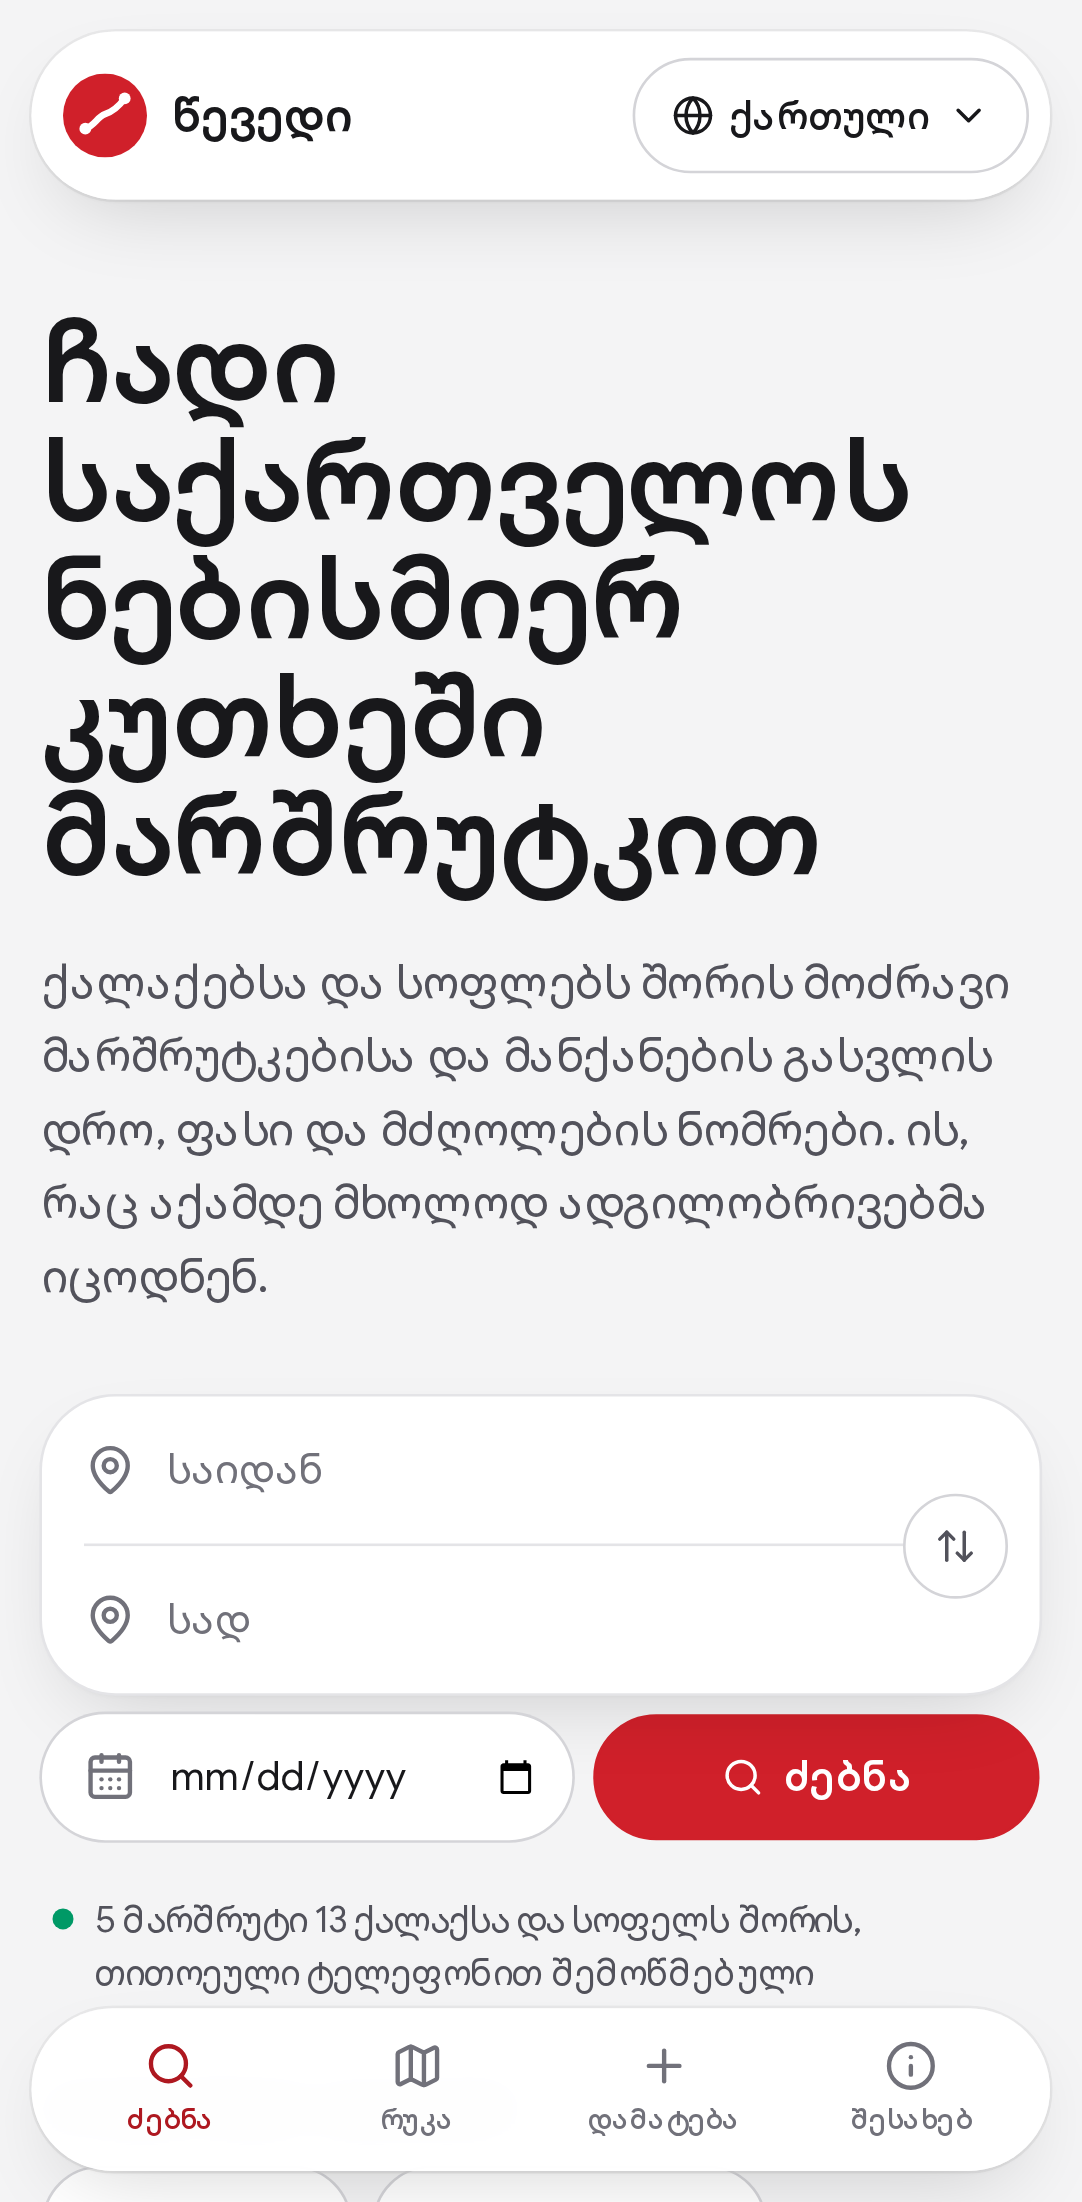 წევედი
ქართული
ჩადი
საქართველოს
ნებისმიერ
კუთხეში
მარშრუტკით
ქალაქებსა და სოფლებს შორის მოძრავი
მარშრუტკებისა და მანქანების გასვლის
დრო, ფასი და მძღოლების ნომრები. ის,
რაც აქამდე მხოლოდ ადგილობრივებმა
იცოდნენ.
საიდან
სად
mm/dd/yyyy
ძებნა
5 მარშრუტი 13 ქალაქსა და სოფელს შორის,
თითოეული ტელეფონით შემოწმებული
ძებნა
რუკა
დამატება
შესახებ